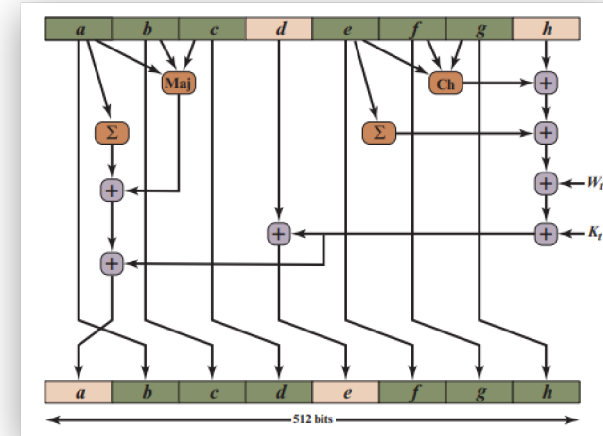 a b c d e f g h
Maj Ch +
Σ Σ +
+ + Wt
+ + Kt
+
a b c d e f g h
512 bits